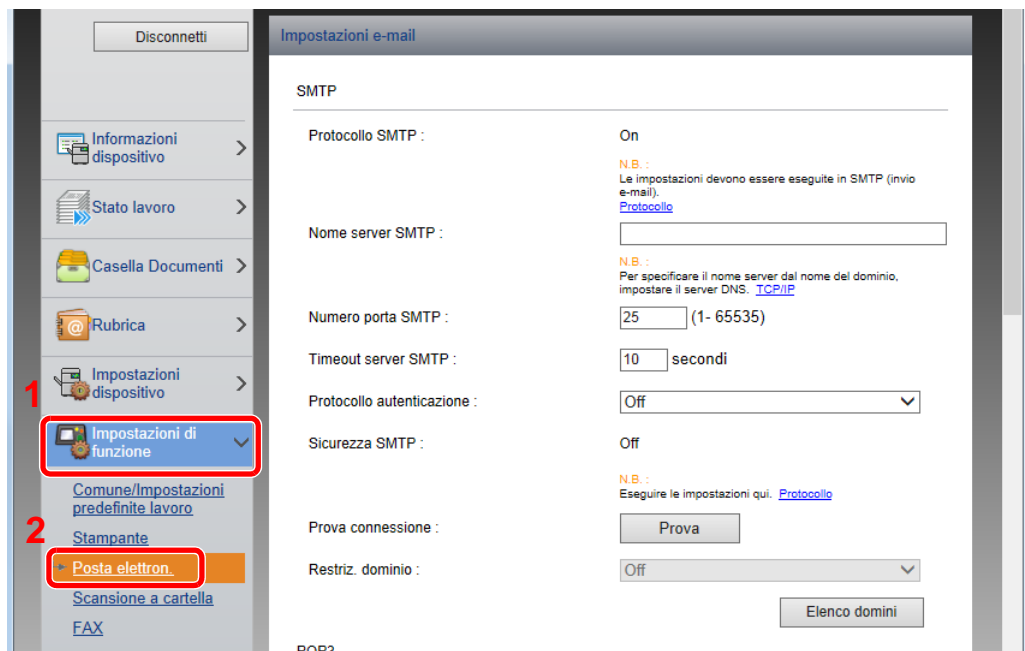 Disconnetti
Informazioni
dispositivo
Stato lavoro
Casella Documenti
Rubrica
Impostazioni
dispositivo
1
Impostazioni di
funzione
Comune/Impostazioni
predefinite lavoro
2
Stampante
Posta elettron.
Scansione a cartella
FAX
Impostazioni e-mail
SMTP
Protocollo SMTP : On
N.B. :
Le impostazioni devono essere eseguite in SMTP (invio
e-mail).
Protocollo
Nome server SMTP :
N.B. :
Per specificare il nome server dal nome del dominio,
impostare il server DNS. TCP/IP
Numero porta SMTP : 25 (1- 65535)
Timeout server SMTP : 10 secondi
Protocollo autenticazione : Off
Sicurezza SMTP : Off
N.B. :
Eseguire le impostazioni qui. Protocollo
Prova connessione : Prova
Restriz. dominio : Off
Elenco domini
POP3